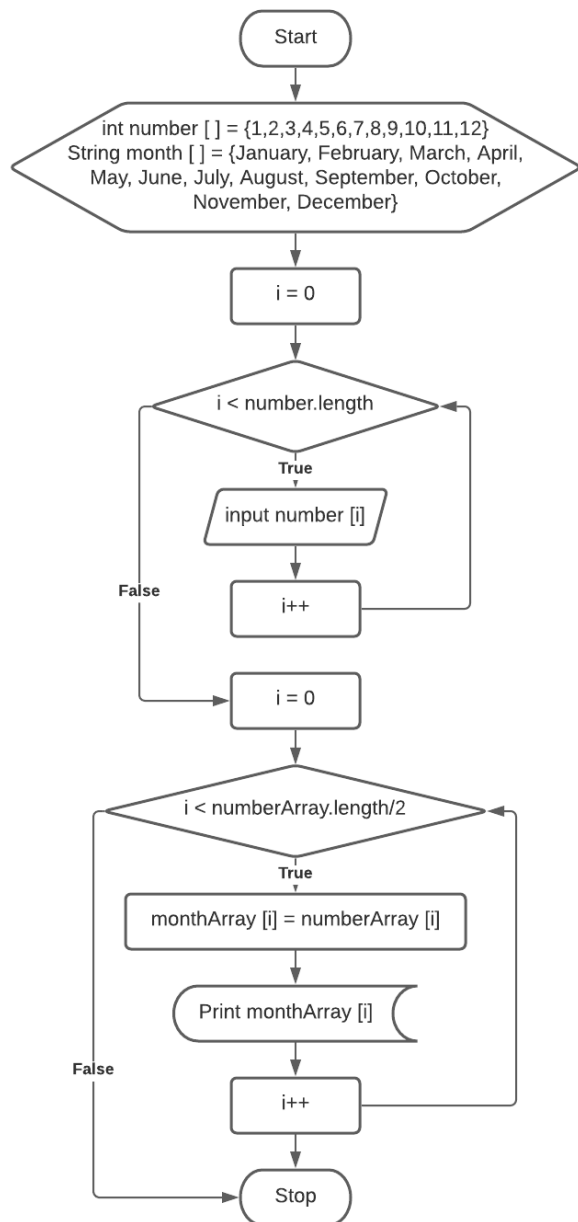 Start
int number [ ] = {1,2,3,4,5,6,7,8,9,10,11,12}
String month [ ] = {January, February, March, April,
May, June, July, August, September, October,
November, December}
i = 0
i < number.length
True
input number [i]
False
i++
i = 0
i < numberArray.length/2
True
monthArray [i] = numberArray [i]
Print monthArray [i]
False
i++
Stop